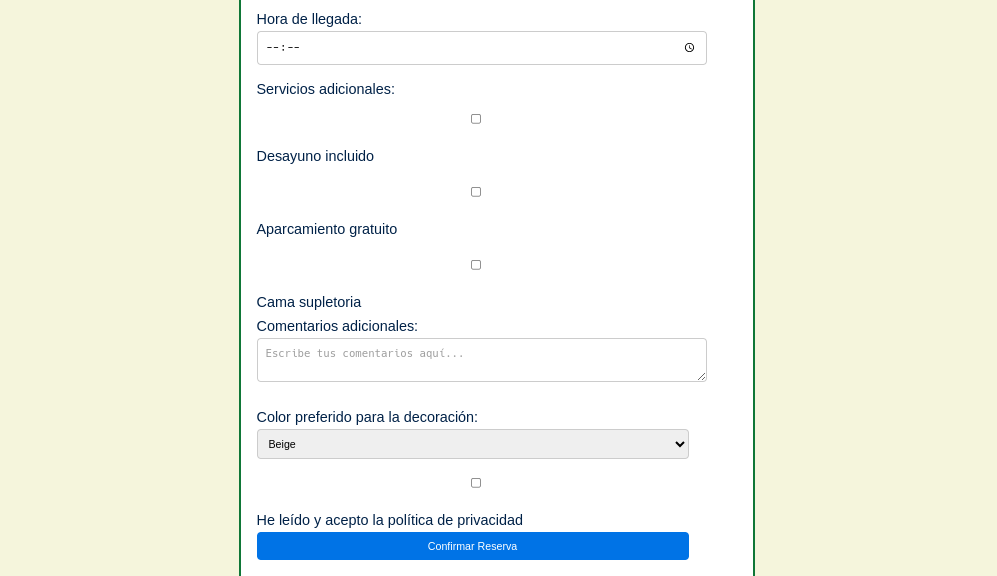 Hora de llegada:
--:--
Servicios adicionales:
Desayuno incluido
Aparcamiento gratuito
Cama supletoria
Comentarios adicionales:
Escribe tus comentarios aquí...
Color preferido para la decoración:
Beige
He leído y acepto la política de privacidad
Confirmar Reserva